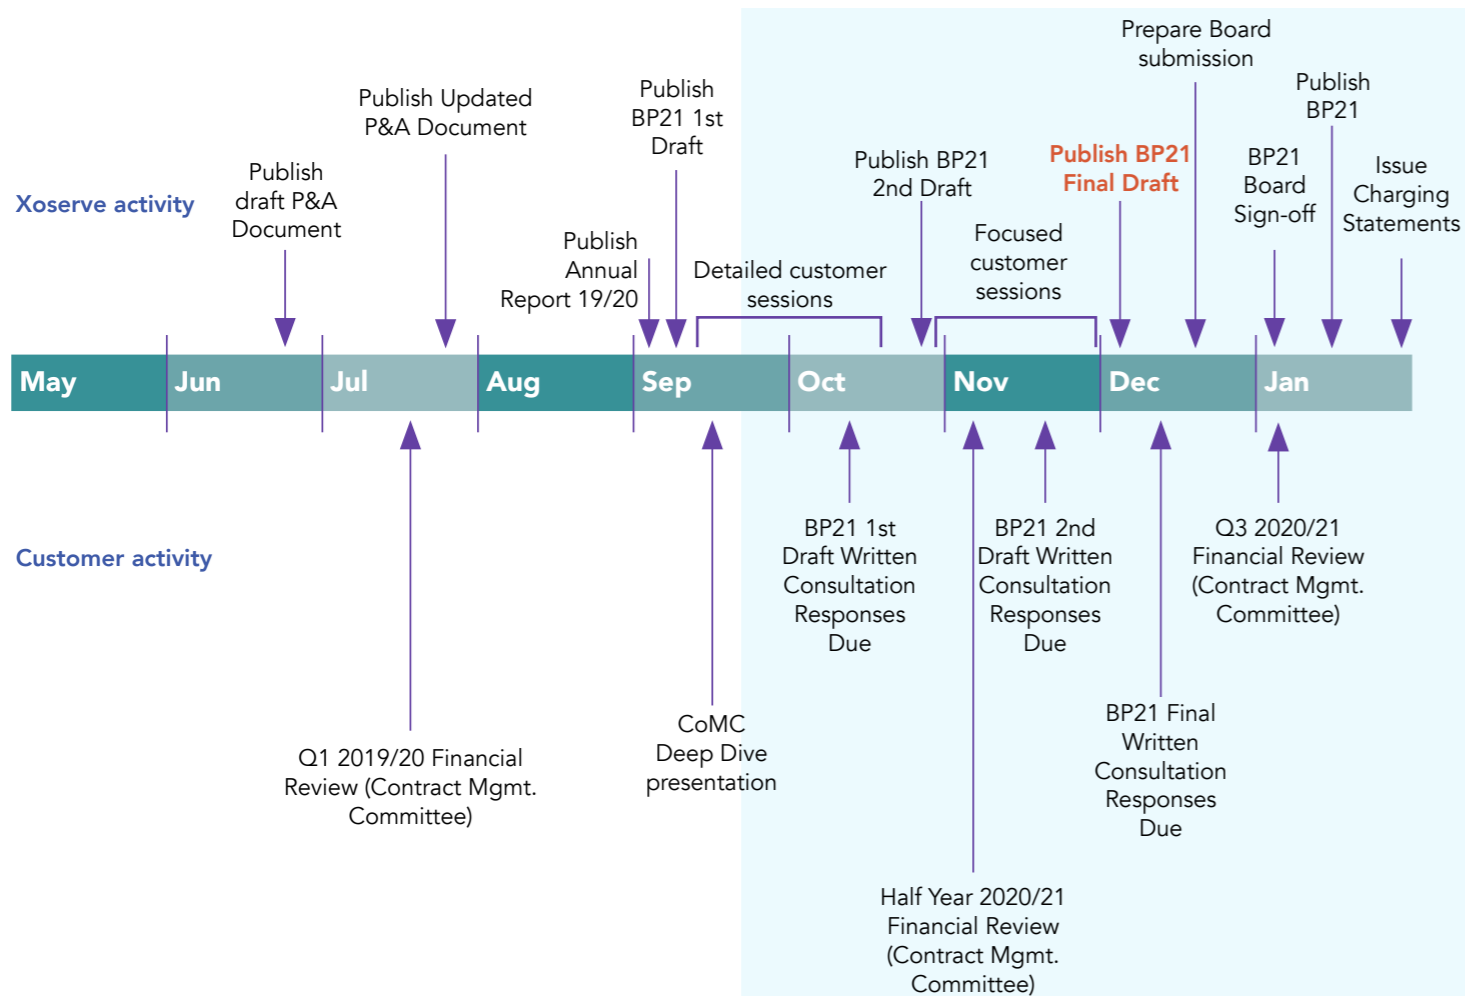 Prepare Board
submission
Publish
BP21
Publish
BP21 1st
Draft
Publish Updated
P&A Document
Publish BP21
2nd Draft
Publish BP21
Final Draft
BP21
Board
Sign-off
Issue
Charging
Statements
Publish
draft P&A
Document
Xoserve activity
Publish
Annual
Report 19/20
Detailed customer
sessions
Focused
customer
sessions
May
Jun
Jul
Aug
Sep
Oct
Nov
Dec
Jan
Customer activity
BP21 1st
Draft Written
Consultation
Responses
Due
BP21 2nd
Draft Written
Consultation
Responses
Due
Q3 2020/21
Financial Review
(Contract Mgmt.
Committee)
Q1 2019/20 Financial
Review (Contract Mgmt.
Committee)
CoMC
Deep Dive
presentation
BP21 Final
Written
Consultation
Responses
Due
Half Year 2020/21
Financial Review
(Contract Mgmt.
Committee)